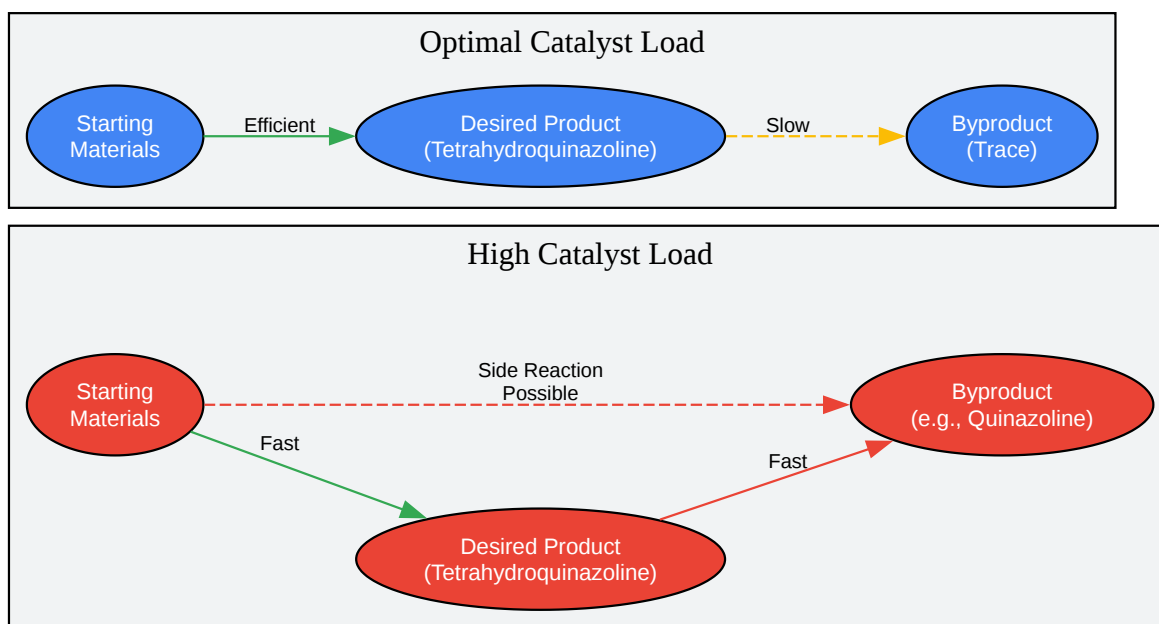 Optimal Catalyst Load
Starting
Materials
Efficient
Desired Product
(Tetrahydroquinazoline)
Slow
Byproduct
(Trace)
High Catalyst Load
Starting
Materials
Side Reaction
Possible
Byproduct
(e.g., Quinazoline)
Fast
Fast
Desired Product
(Tetrahydroquinazoline)